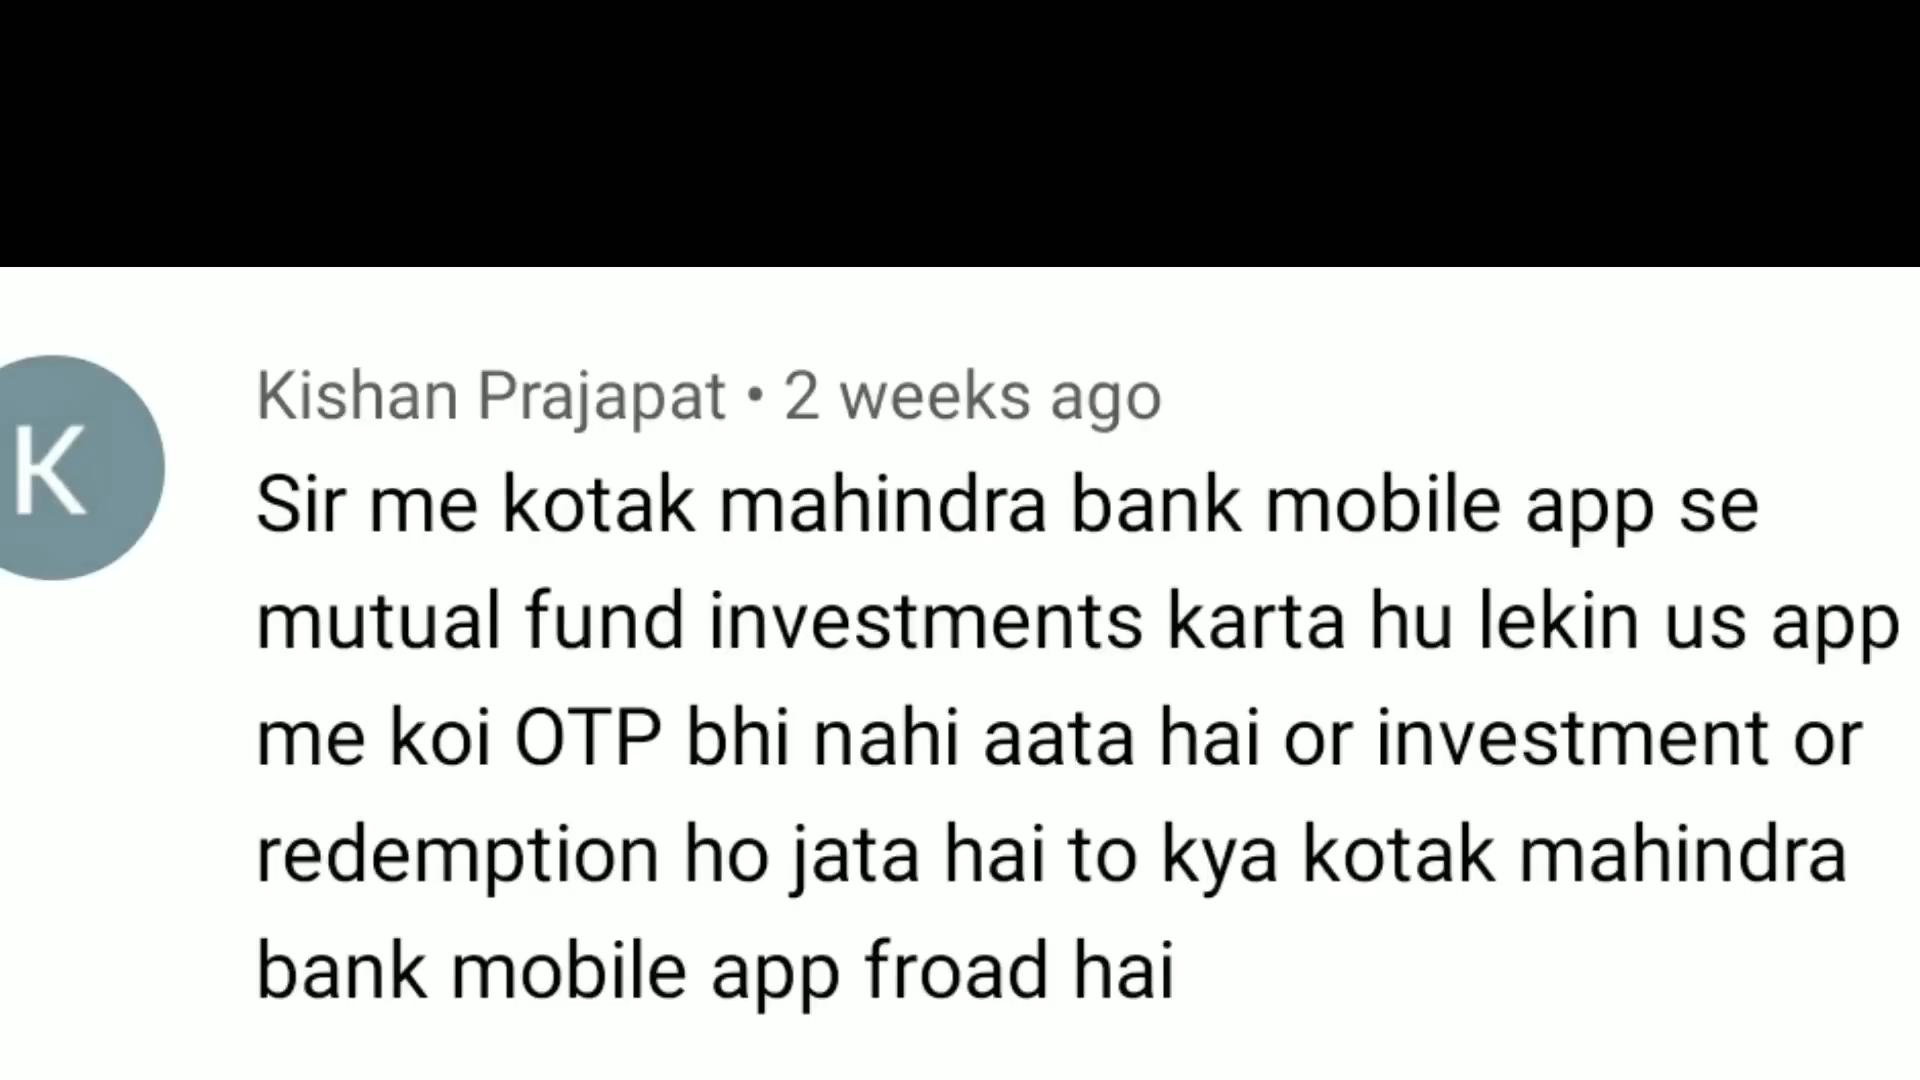 K
Kishan Prajapat • 2 weeks ago
Sir me kotak mahindra bank mobile app se
mutual fund investments karta hu lekin us app
me koi OTP bhi nahi aata hai or investment or
redemption ho jata hai to kya kotak mahindra
bank mobile app froad hai